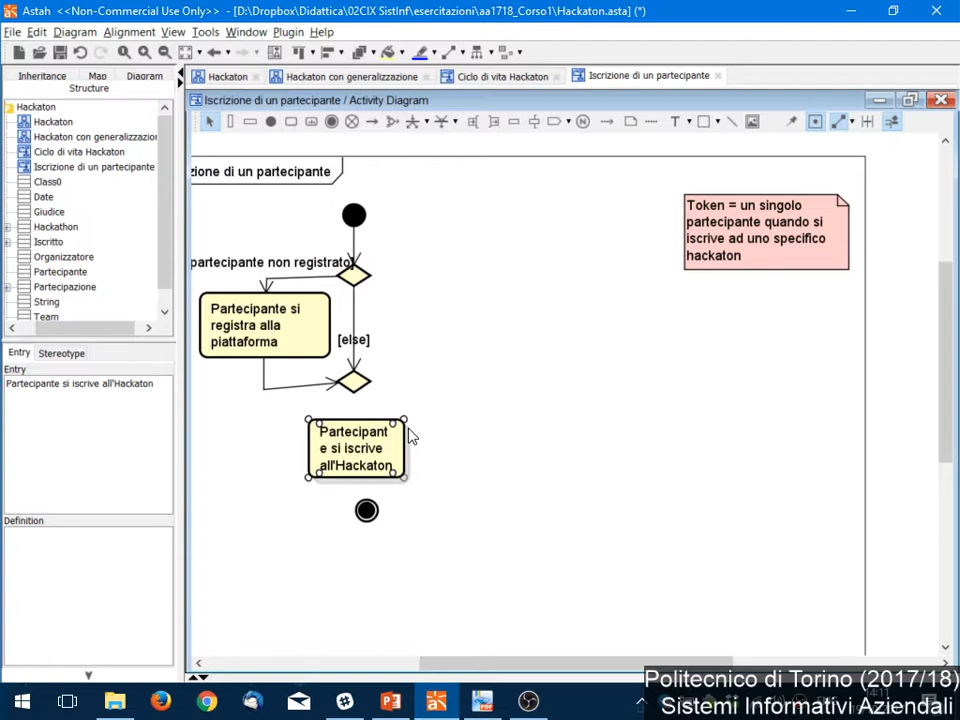 Astah <<Non-Commercial Use Only>> - [D:\Dropbox\Didattica\02CIX SistInf\esercitazioni\aa1718_Corso1\Hackaton.asta] (*)
File Edit Diagram Alignment View Tools Window Plugin Help
Inheritance Map Diagram
Structure
Hackaton
Hackaton
Hackaton con generalizzazion
Ciclo di vita Hackaton
Iscrizione di un partecipante
Class0
Date
Giudice
Hackathon
Iscritto
Organizzatore
Partecipante
Partecipazione
String
Team
Entry Stereotype
Entry
Partecipante si iscrive all'Hackaton
Definition
Hackaton Hackaton con generalizzazione Ciclo di vita Hackaton Iscrizione di un partecipante
Iscrizione di un partecipante / Activity Diagram
zione di un partecipante
Token = un singolo
partecipante quando si
iscrive ad uno specifico
hackaton
partecipante non registrato]
Partecipante si
registra alla
piattaforma
[else]
Partecipant
e si iscrive
all'Hackaton
Politecnico di Torino (2017/18)
Sistemi Informativi Aziendali